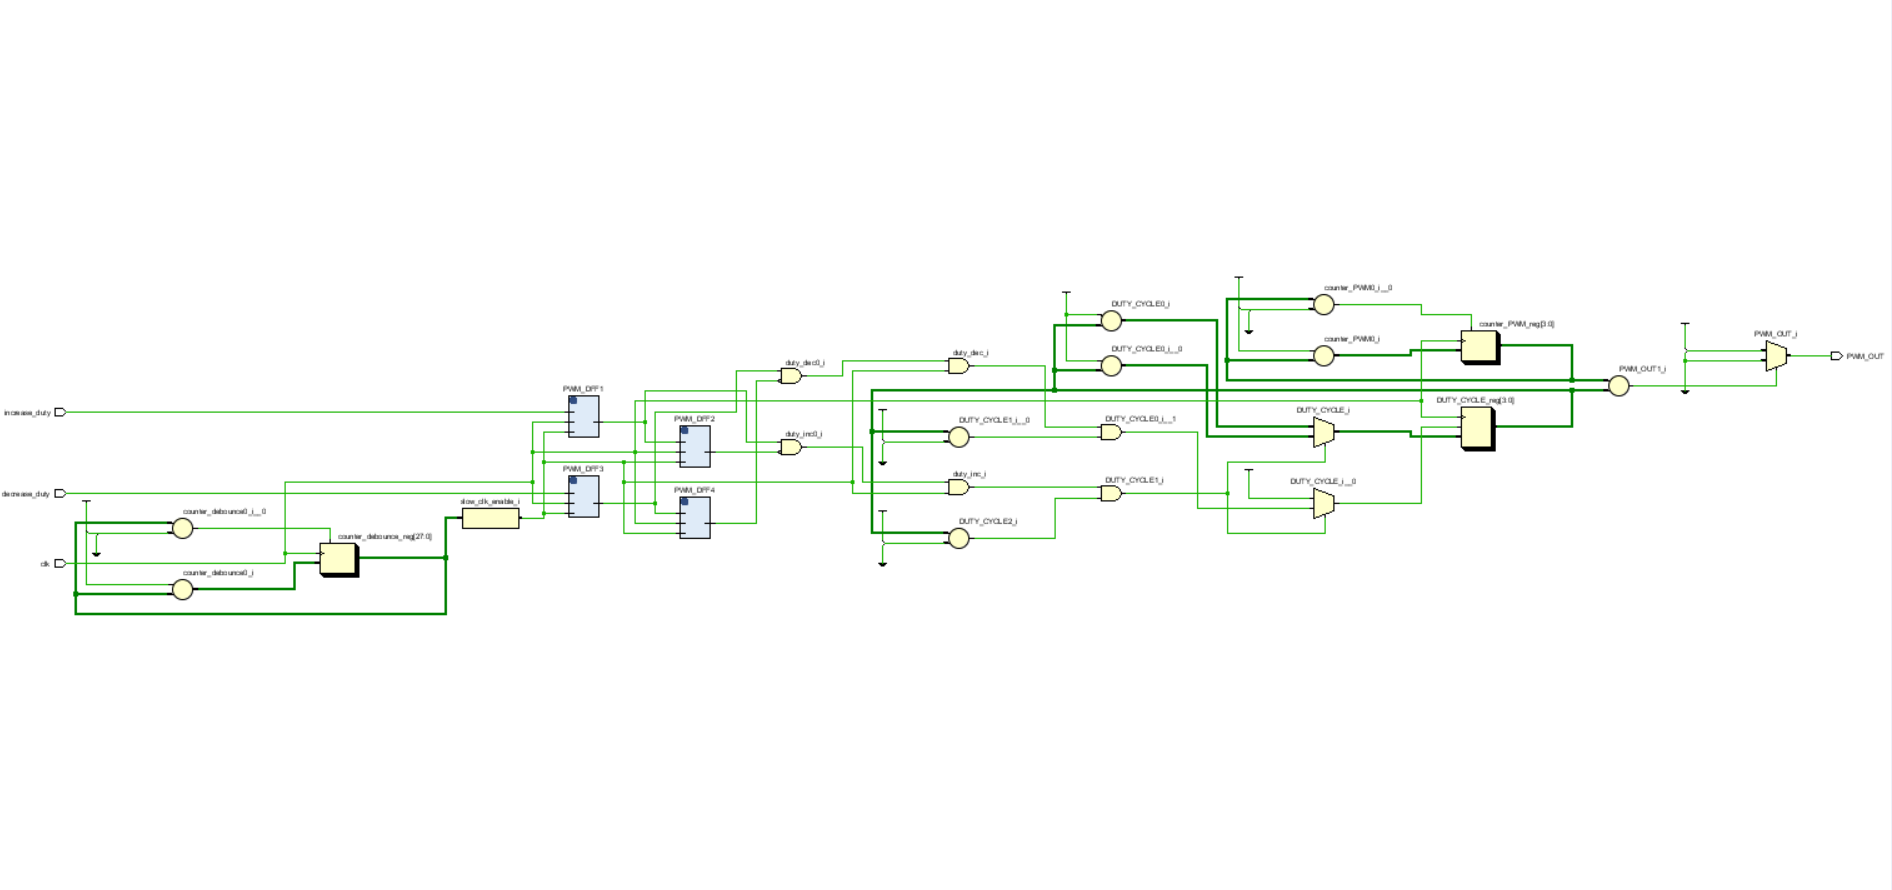 increase_duty
decrease_duty
clk
counter_debounce0_i__0
counter_debounce0_i
counter_debounce_reg[27:0]
slow_clk_enable_i
PWM_DFF1
PWM_DFF2
PWM_DFF3
PWM_DFF4
duty_dec0_i
duty_inc0_i
duty_dec_i
DUTY_CYCLE1_i__0
duty_inc_i
DUTY_CYCLE2_i
DUTY_CYCLE0_i
DUTY_CYCLE0_i__0
DUTY_CYCLE0_i__1
DUTY_CYCLE1_i
counter_PWM0_i__0
counter_PWM0_i
DUTY_CYCLE_i
DUTY_CYCLE_i__0
counter_PWM_reg[3:0]
DUTY_CYCLE_reg[3:0]
PWM_OUT1_i
PWM_OUT_i
PWM_OUT